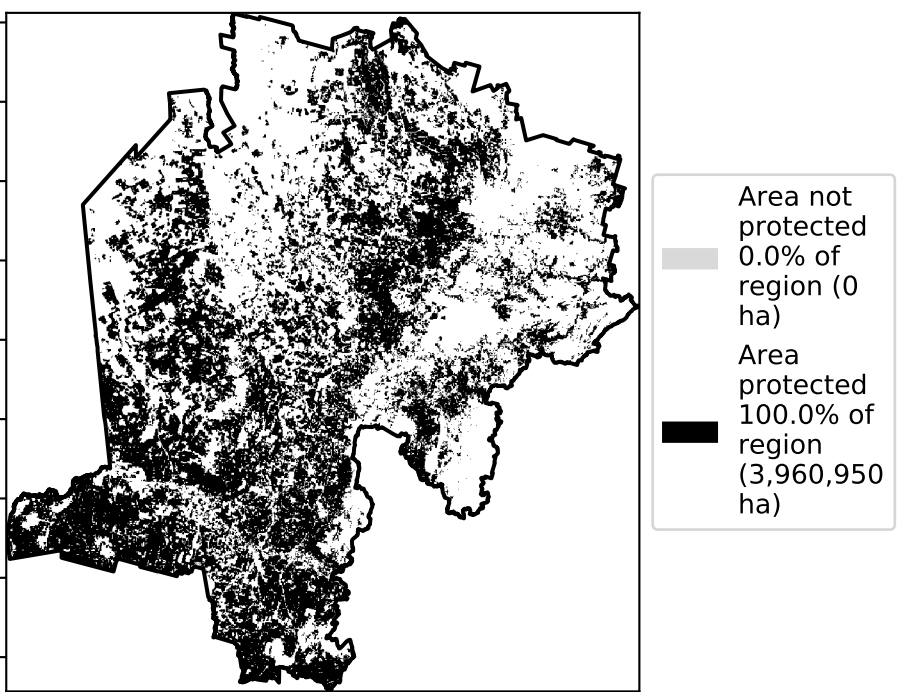 Area not
protected
0.0% of
region (0
ha)
Area
protected
100.0% of
region
(3,960,950
ha)